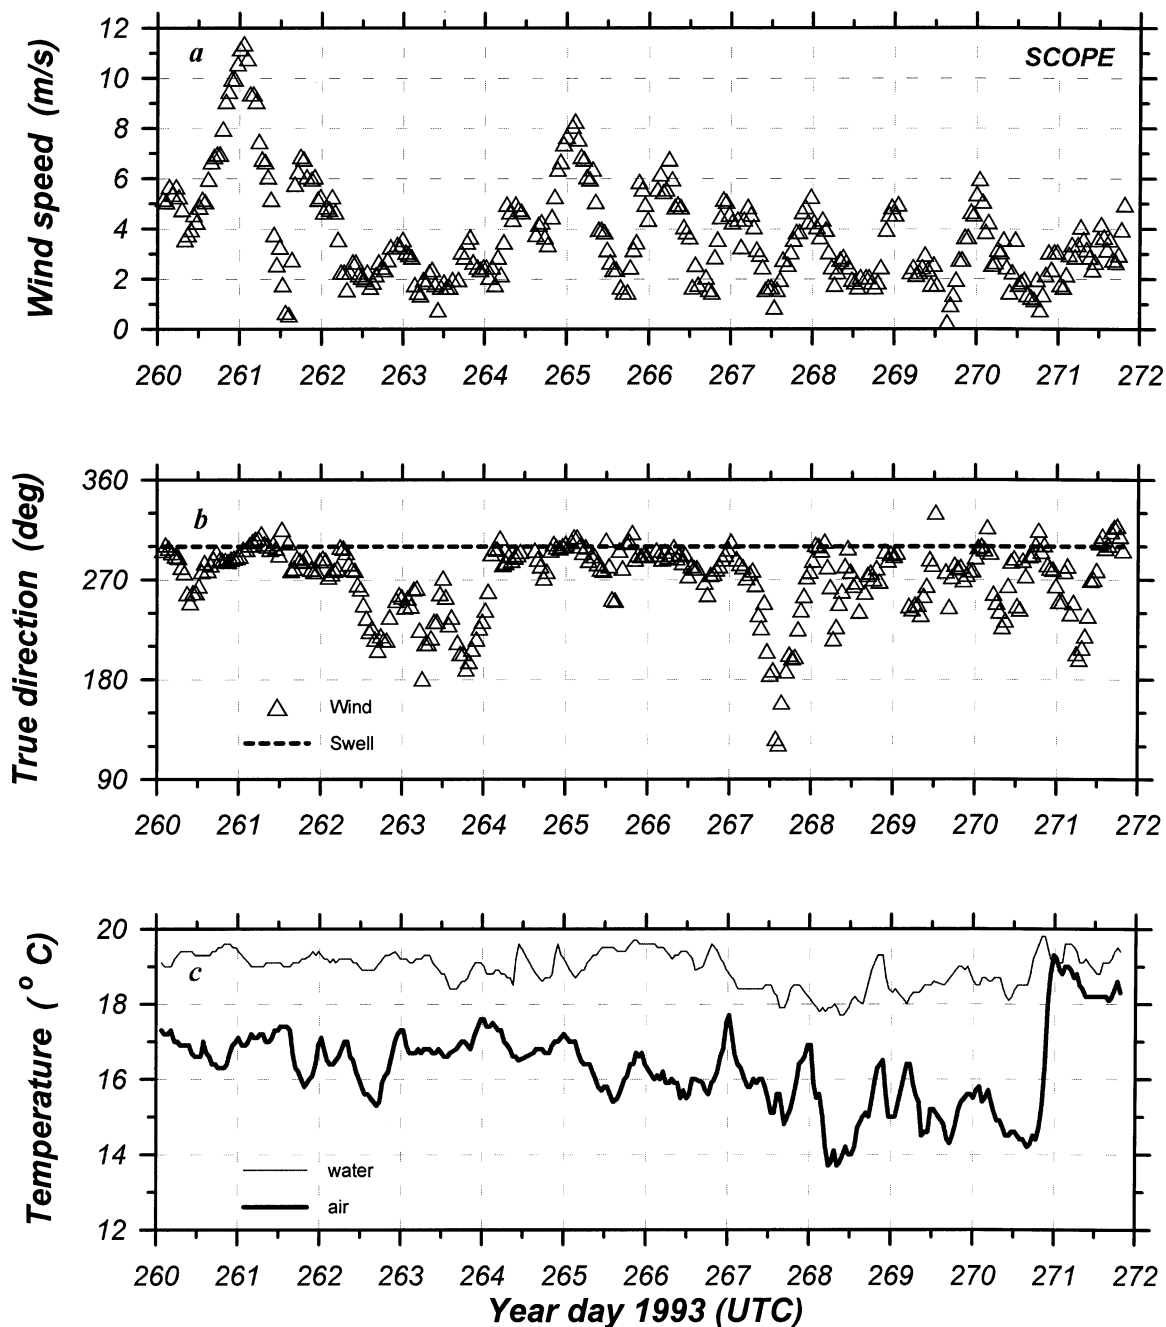 12
a
SCOPE
10
8
6
4
2
0
Wind speed (m/s)
260 261 262 263 264 265 266 267 268 269 270 271 272
360
b
270
180
90
True direction (deg)
Wind
Swell
260 261 262 263 264 265 266 267 268 269 270 271 272
20
c
18
16
14
12
Temperature (° C)
water
air
260 261 262 263 264 265 266 267 268 269 270 271 272
Year day 1993 (UTC)